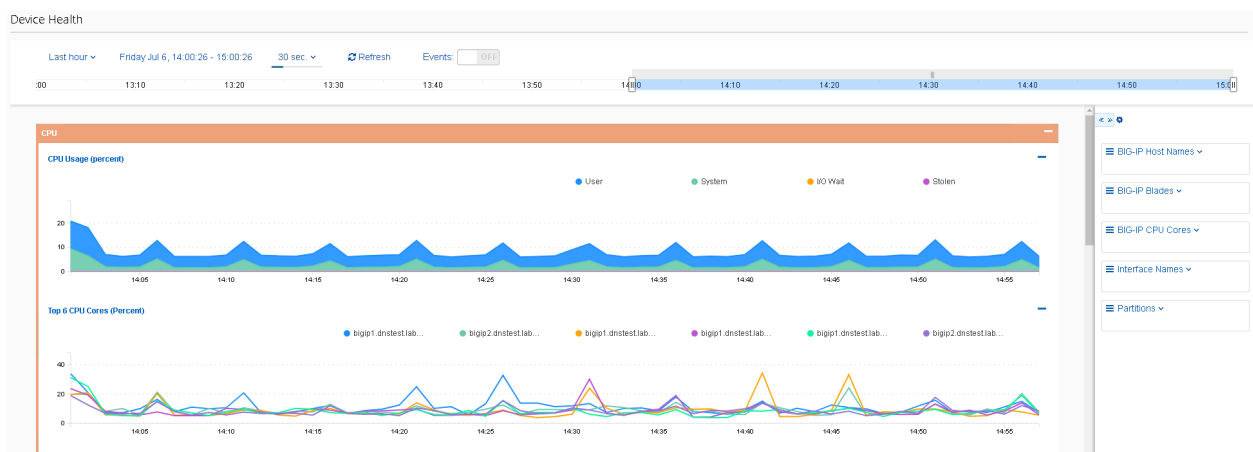 Device Health
Last hour Friday Jul 6, 14:00:26 - 15:00:26 30 sec. Refresh Events: OFF
:00 13:10 13:20 13:30 13:40 13:50 14:10 14:20 14:30 14:40 14:50
CPU
CPU Usage (percent)
User System I/O Wait Stolen
20
10
0
14:05 14:10 14:15 14:20 14:25 14:30 14:35 14:40 14:45 14:50 14:55
Top 6 CPU Cores (Percent)
bigip1.dnstest.lab... bigip2.dnstest.lab... bigip1.dnstest.lab... bigip1.dnstest.lab... bigip1.dnstest.lab... bigip2.dnstest.lab...
40
20
0
14:05 14:10 14:15 14:20 14:25 14:30 14:35 14:40 14:45 14:50 14:55
BIG-IP Host Names
BIG-IP Blades
BIG-IP CPU Cores
Interface Names
Partitions